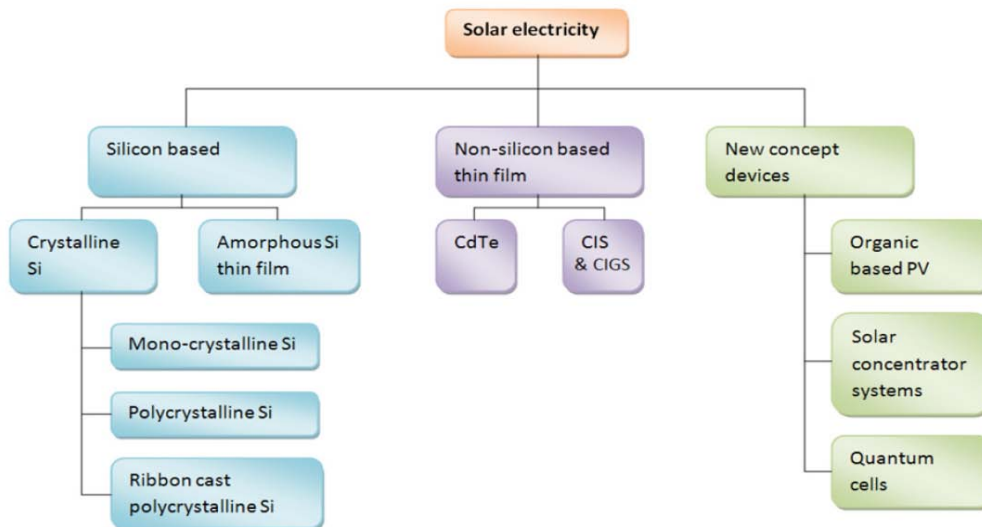 Solar electricity
Silicon based
Non-silicon based
thin film
New concept
devices
Crystalline
Si
Amorphous Si
thin film
CdTe
CIS
& CIGS
Organic
based PV
Mono-crystalline Si
Solar
concentrator
systems
Polycrystalline Si
Ribbon cast
polycrystalline Si
Quantum
cells